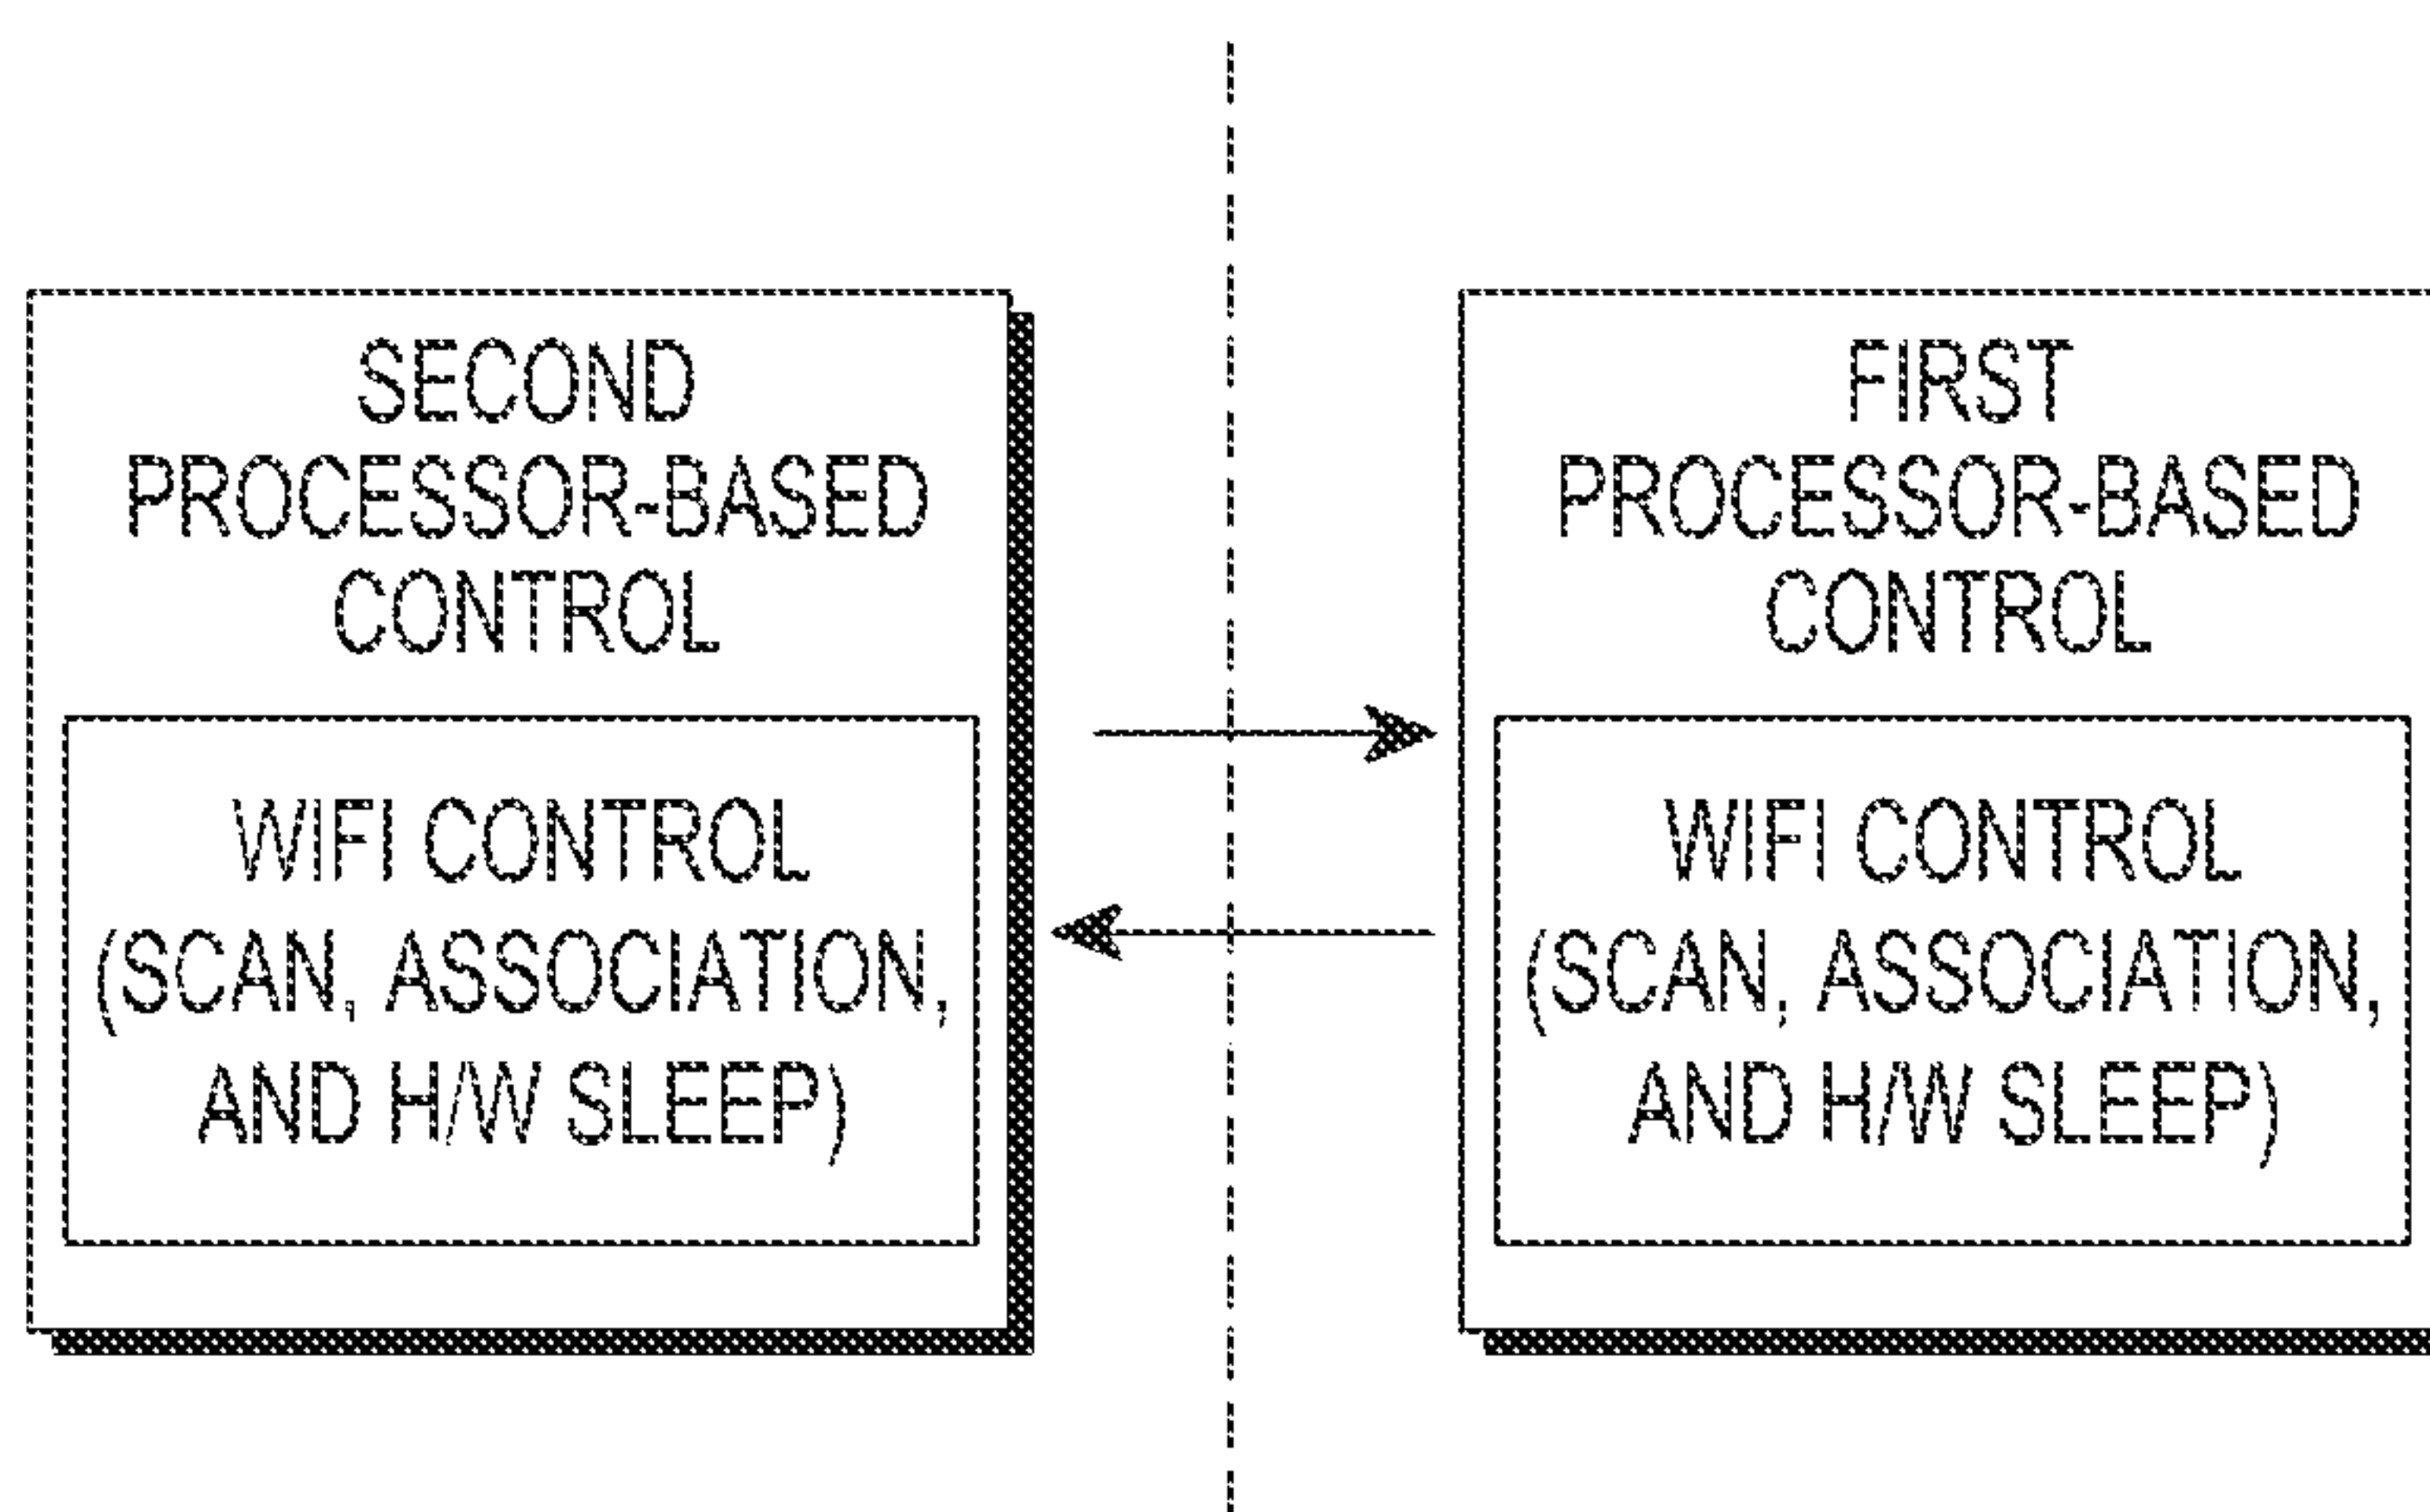 SECOND
PROCESSOR-BASED
CONTROL
WIFI CONTROL
(SCAN, ASSOCIATION,
AND H/W SLEEP)
FIRST
PROCESSOR-BASED
CONTROL
WIFI CONTROL
(SCAN, ASSOCIATION,
AND H/W SLEEP)